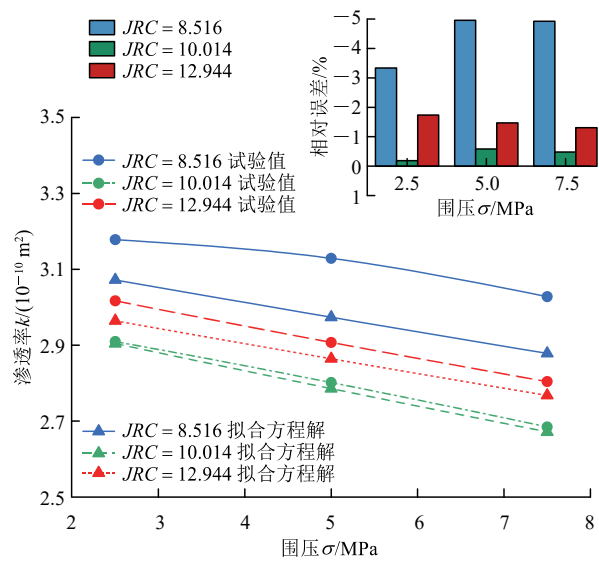 JRC = 8.516
JRC = 10.014
JRC = 12.944
−5
−4
−3
−2
−1
0
1
相对误差/%
2.5
5.0
7.5
围压σ/MPa
3.5
3.3
3.1
2.9
2.7
2.5
渗透率k/(10⁻¹⁰ m²)
JRC = 8.516 试验值
JRC = 10.014 试验值
JRC = 12.944 试验值
JRC = 8.516 拟合方程解
JRC = 10.014 拟合方程解
JRC = 12.944 拟合方程解
2
3
4
5
6
7
8
围压σ/MPa